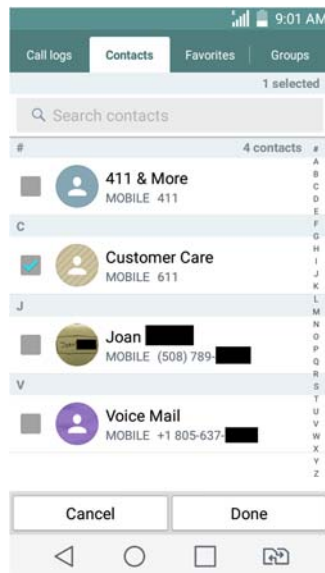 9:01 AM
Call logs Contacts Favorites Groups
1 selected
Search contacts
# 4 contacts
411 & More
MOBILE 411
C
Customer Care
MOBILE 611
J
Joan
MOBILE (508) 789-
V
Voice Mail
MOBILE +1 805-637-
#
A
B
C
D
E
F
G
H
I
J
K
L
M
N
O
P
Q
R
S
T
U
V
W
X
Y
Z
Cancel Done